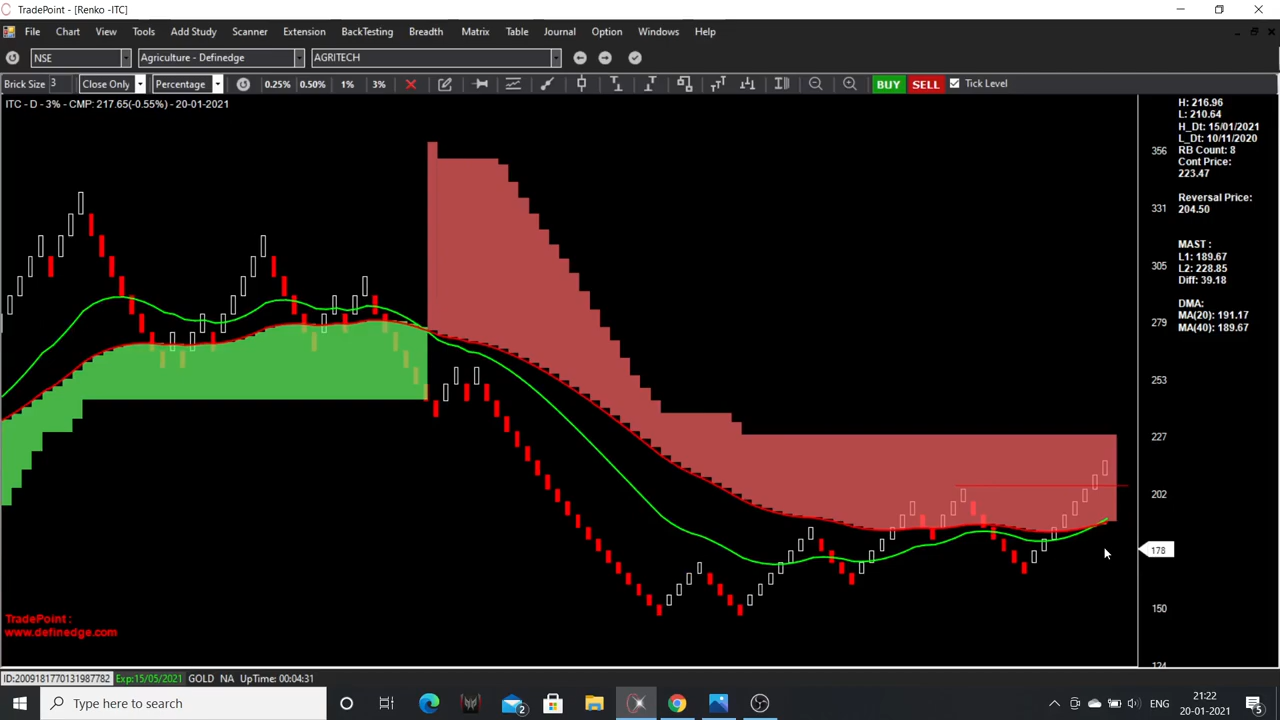 TradePoint - [Renko -ITC]
File Chart View Tools Add Study Scanner Extension BackTesting Breadth Matrix Table Journal Option Windows Help
NSE Agriculture - Definedge AGRITECH
Brick Size 3 Close Only Percentage 0.25% 0.50% 1% 3% BUY SELL Tick Level
ITC - D - 3% - CMP: 217.65(-0.55%) - 20-01-2021
H: 216.96
L: 210.64
H_Dt: 15/01/2021
L_Dt: 10/11/2020
RB Count: 8
Cont Price:
223.47
Reversal Price:
204.50
MAST :
L1: 189.67
L2: 228.85
Diff: 39.18
DMA:
MA(20): 191.17
MA(40): 189.67
356
331
305
279
253
227
202
178
150
124
TradePoint :
www.definedge.com
ID:2009181770131987782 Exp:15/05/2021 GOLD NA UpTime: 00:04:31
Type here to search
2
ENG
21:22
20-01-2021
5